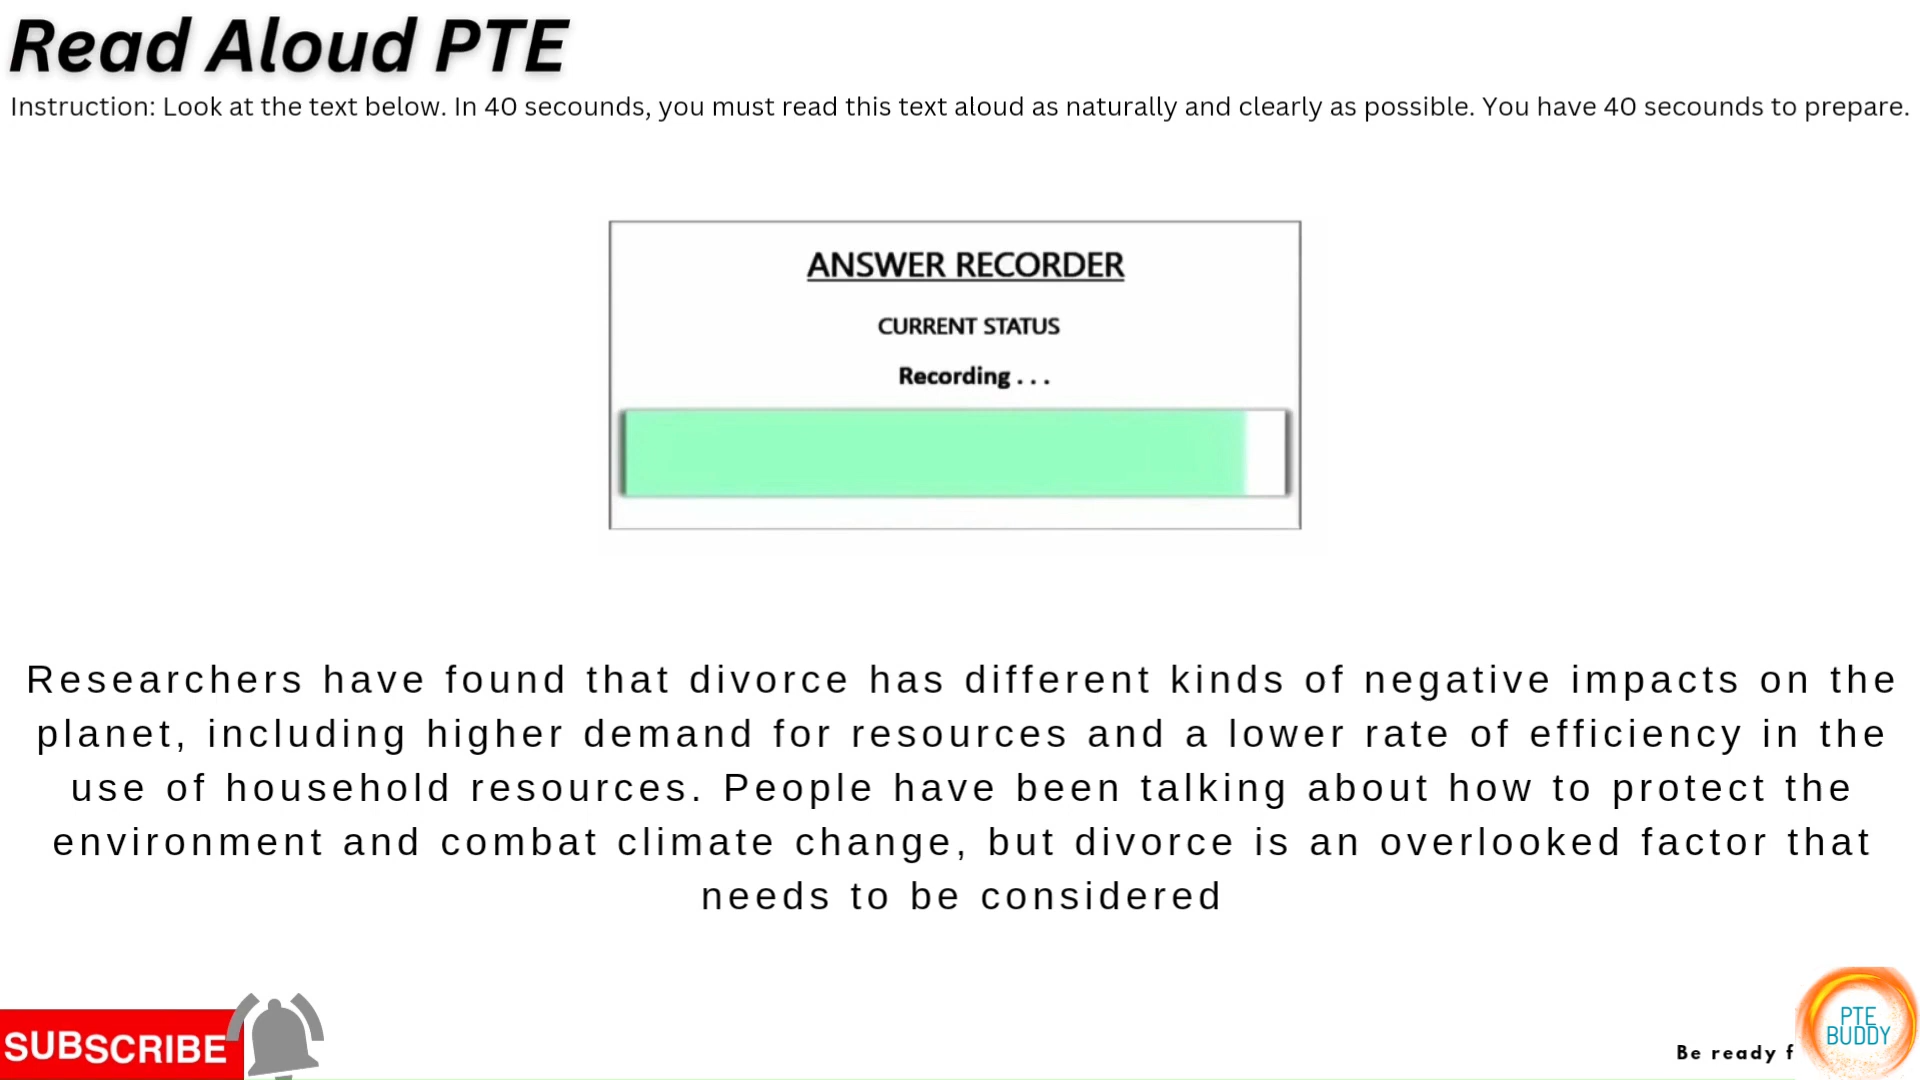 Read Aloud PTE
Instruction: Look at the text below. In 40 secounds, you must read this text aloud as naturally and clearly as possible. You have 40 secounds to prepare.
ANSWER RECORDER
CURRENT STATUS
Recording . . .
Researchers have found that divorce has different kinds of negative impacts on the
planet, including higher demand for resources and a lower rate of efficiency in the
use of household resources. People have been talking about how to protect the
environment and combat climate change, but divorce is an overlooked factor that
needs to be considered
SUBSCRIBE
Be ready f
PTE
BUDDY